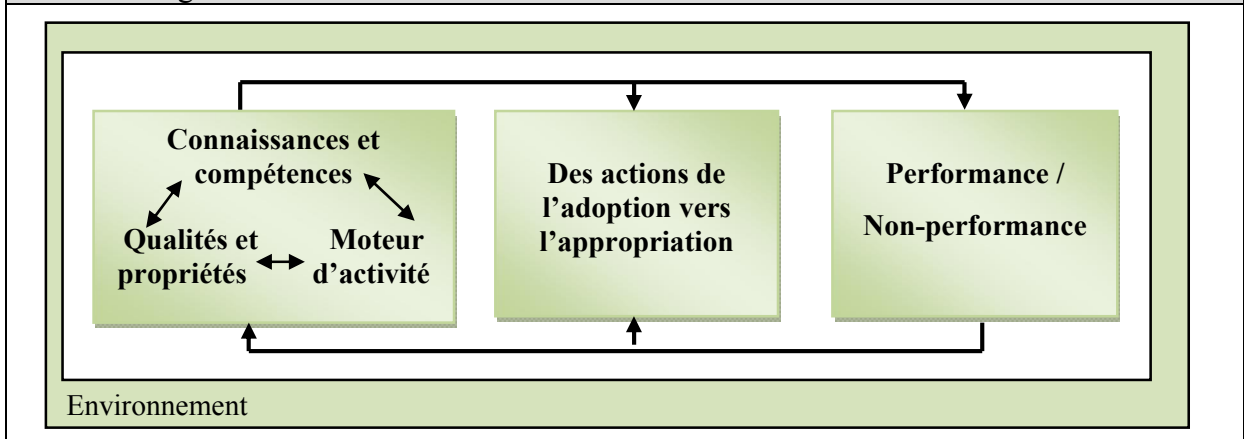 Connaissances et
compétences
Qualités et
propriétés
Moteur
d’activité
Des actions de
l’adoption vers
l’appropriation
Performance /
Non-performance
Environnement